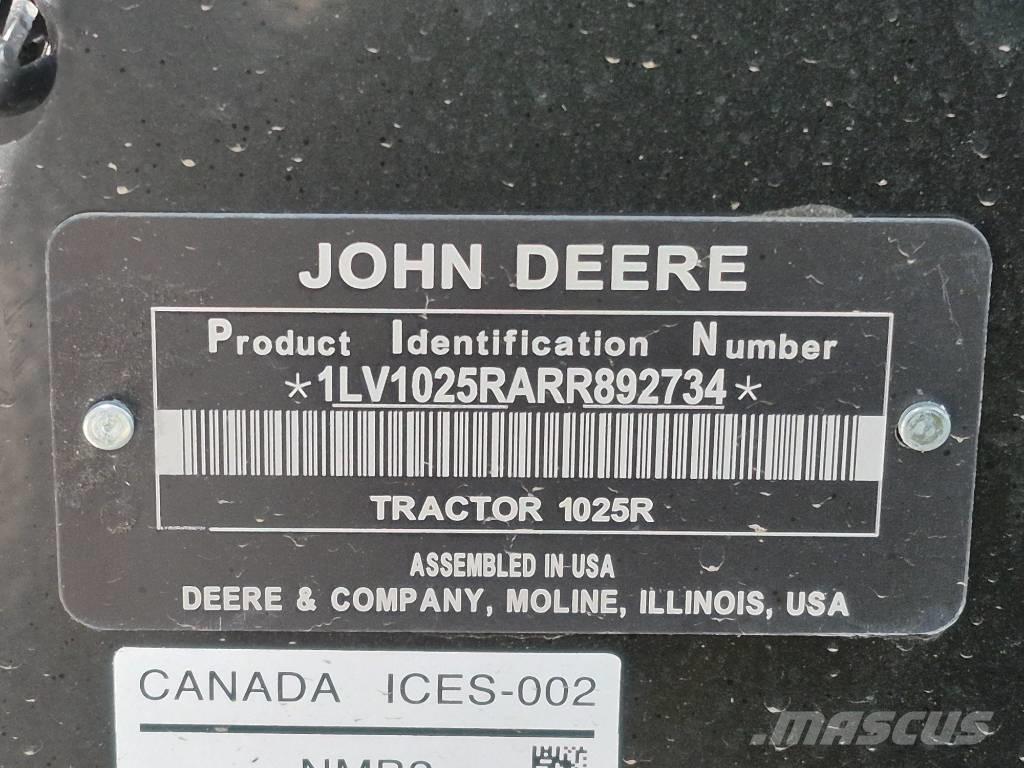 JOHN DEERE
Product Identification Number
*1LV1025RARR892734*
TRACTOR 1025R
ASSEMBLED IN USA
DEERE & COMPANY, MOLINE, ILLINOIS, USA
CANADA ICES-002
MASCUS